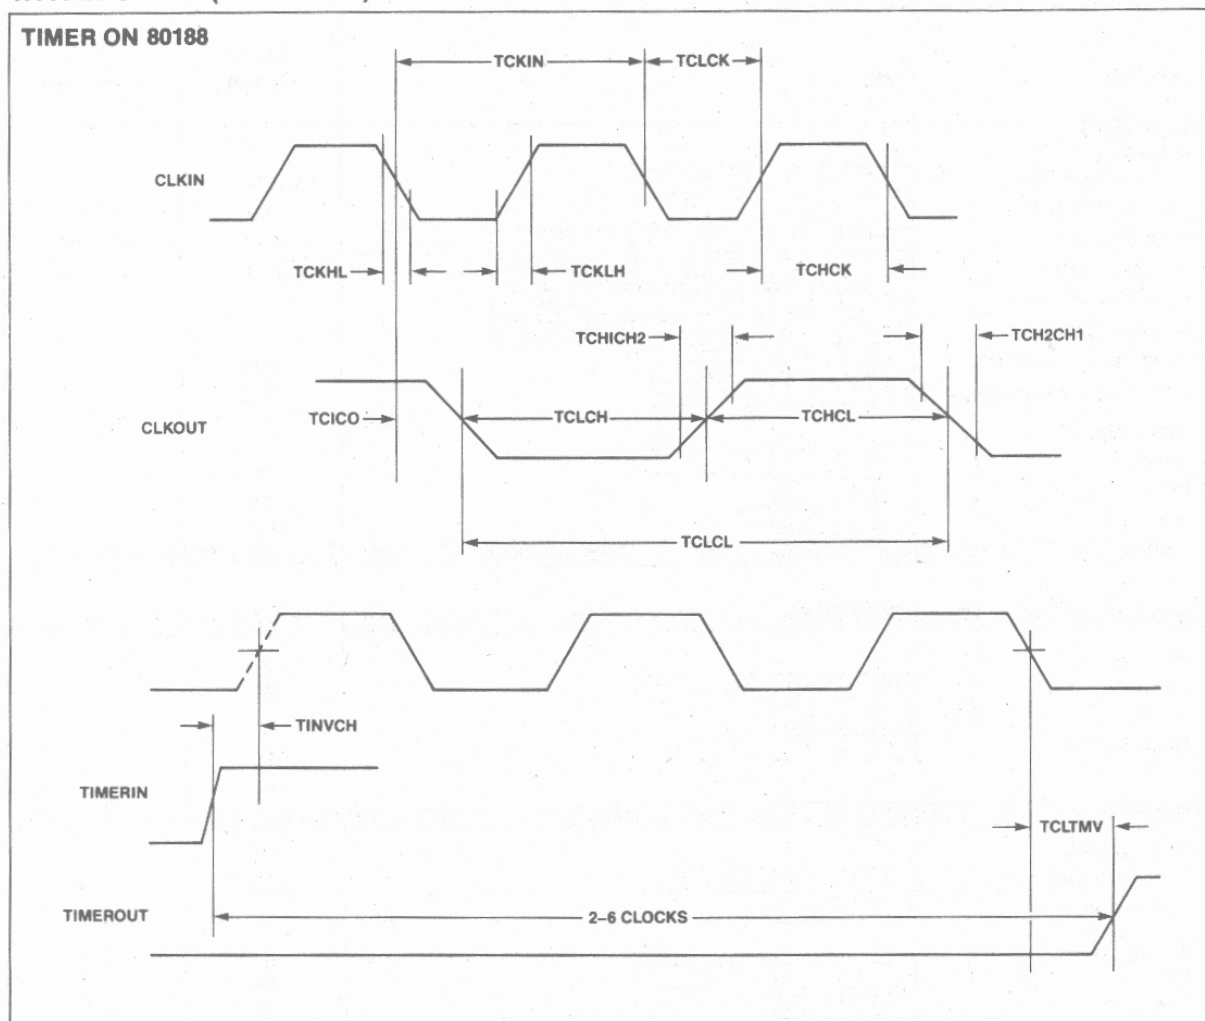 TIMER ON 80188
TCKIN
TCLCK
CLKIN
TCKHL
TCKLH
TCHCK
TCHICH2
TCH2CH1
CLKOUT
TCICO
TCLCH
TCHCL
TCLCL
TINVCH
TIMERIN
TCLTMV
TIMEROUT
2–6 CLOCKS